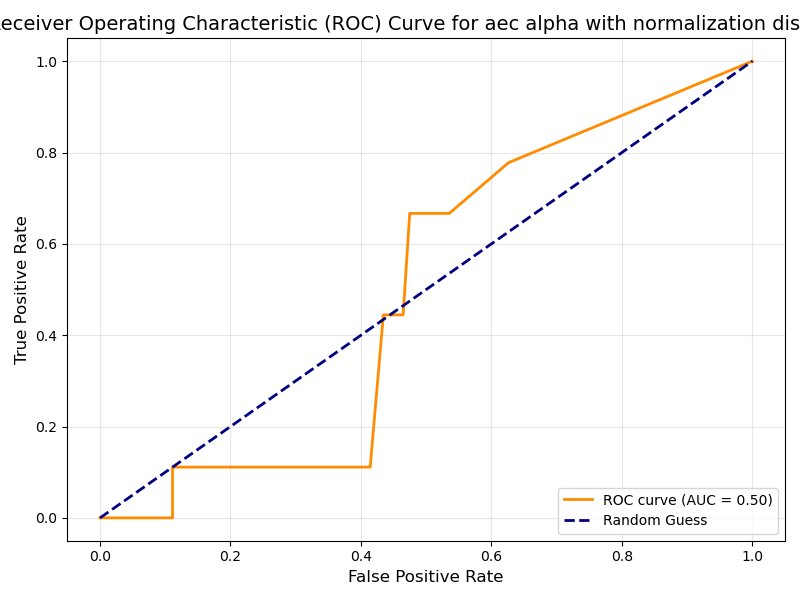 eceiver Operating Characteristic (ROC) Curve for aec alpha with normalization dis
1.0
0.8
0.6
0.4
0.2
0.0
True Positive Rate
0.0 0.2 0.4 0.6 0.8 1.0
False Positive Rate
ROC curve (AUC = 0.50)
Random Guess